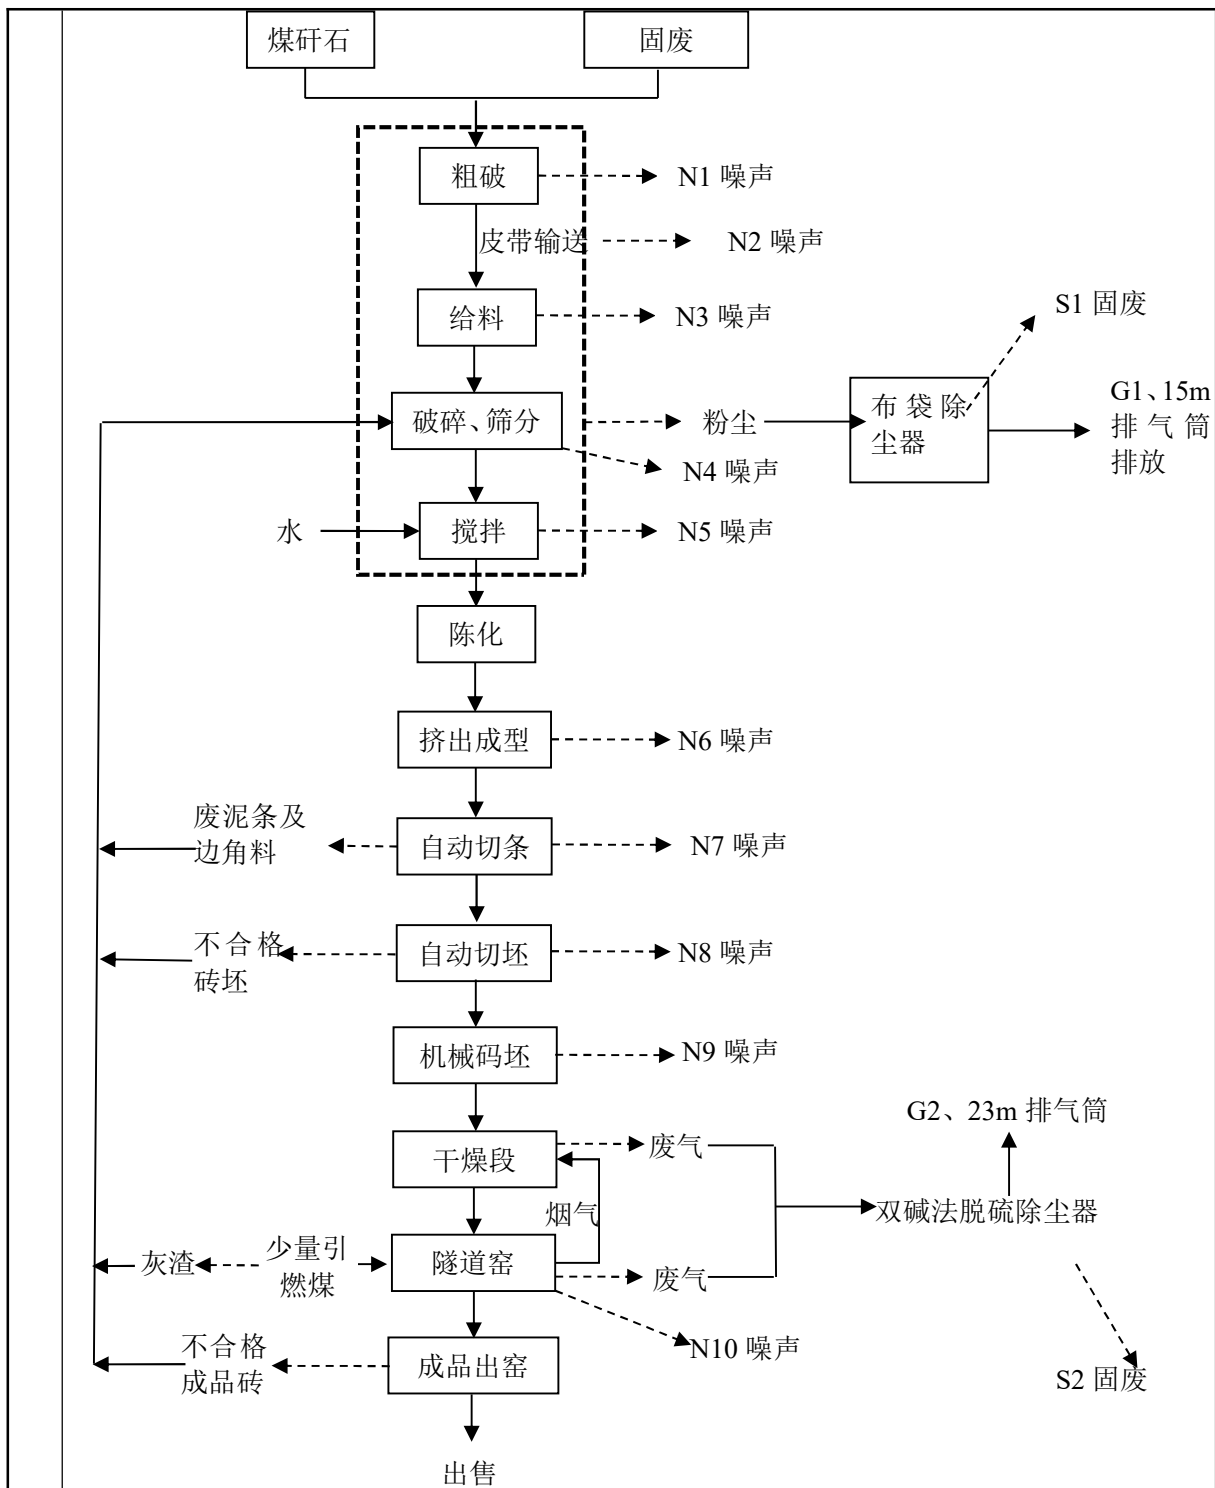 煤矸石
固废
粗破
N1 噪声
皮带输送
N2 噪声
给料
N3 噪声
S1 固废
破碎、筛分
粉尘
布袋除
尘器
G1、15m
排气筒
排放
N4 噪声
水
搅拌
N5 噪声
陈化
挤出成型
N6 噪声
废泥条及
边角料
自动切条
N7 噪声
不合格
砖坯
自动切坯
N8 噪声
机械码坯
N9 噪声
G2、23m 排气筒
干燥段
废气
烟气
双碱法脱硫除尘器
灰渣
少量引
燃煤
隧道窑
废气
N10 噪声
不合格
成品砖
成品出窑
S2 固废
出售